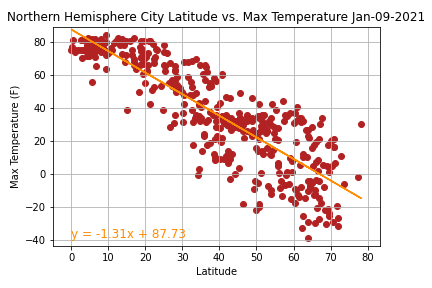 Northern Hemisphere City Latitude vs. Max Temperature Jan-09-2021
Max Temperature (F)
80
60
40
20
0
−20
−40
y = -1.31x + 87.73
0 10 20 30 40 50 60 70 80
Latitude